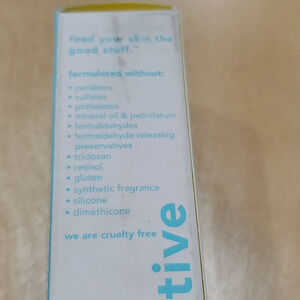 feed your skin the
good stuff.™
formulated without:
• parabens
• sulfates
• phthalates
• mineral oil & petrolatum
• formaldehydes
• formaldehyde releasing
preservatives
• triclosan
• retinol
• gluten
• synthetic fragrance
• silicone
• dimethicone
we are cruelty free
tive